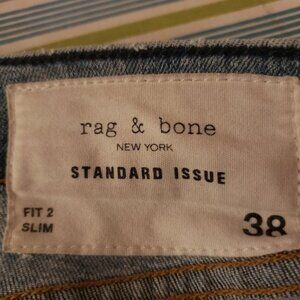 rag & bone
NEW YORK
STANDARD ISSUE
FIT 2
SLIM
38